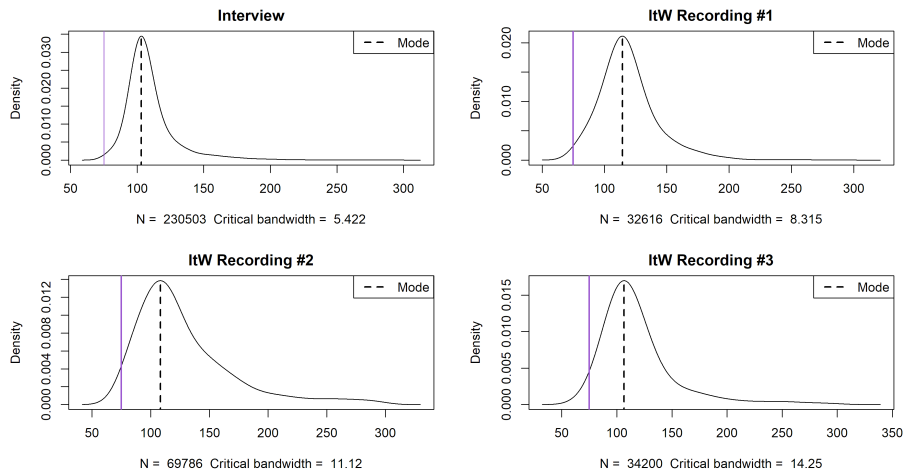 Interview
Mode
Density
0.000 0.010 0.020 0.030
50 100 150 200 250 300
N = 230503 Critical bandwidth = 5.422
ItW Recording #1
Mode
Density
0.000 0.010 0.020
50 100 150 200 250 300
N = 32616 Critical bandwidth = 8.315
ItW Recording #2
Mode
Density
0.000 0.004 0.008 0.012
50 100 150 200 250 300
N = 69786 Critical bandwidth = 11.12
ItW Recording #3
Mode
Density
0.000 0.005 0.010 0.015
50 100 150 200 250 300 350
N = 34200 Critical bandwidth = 14.25